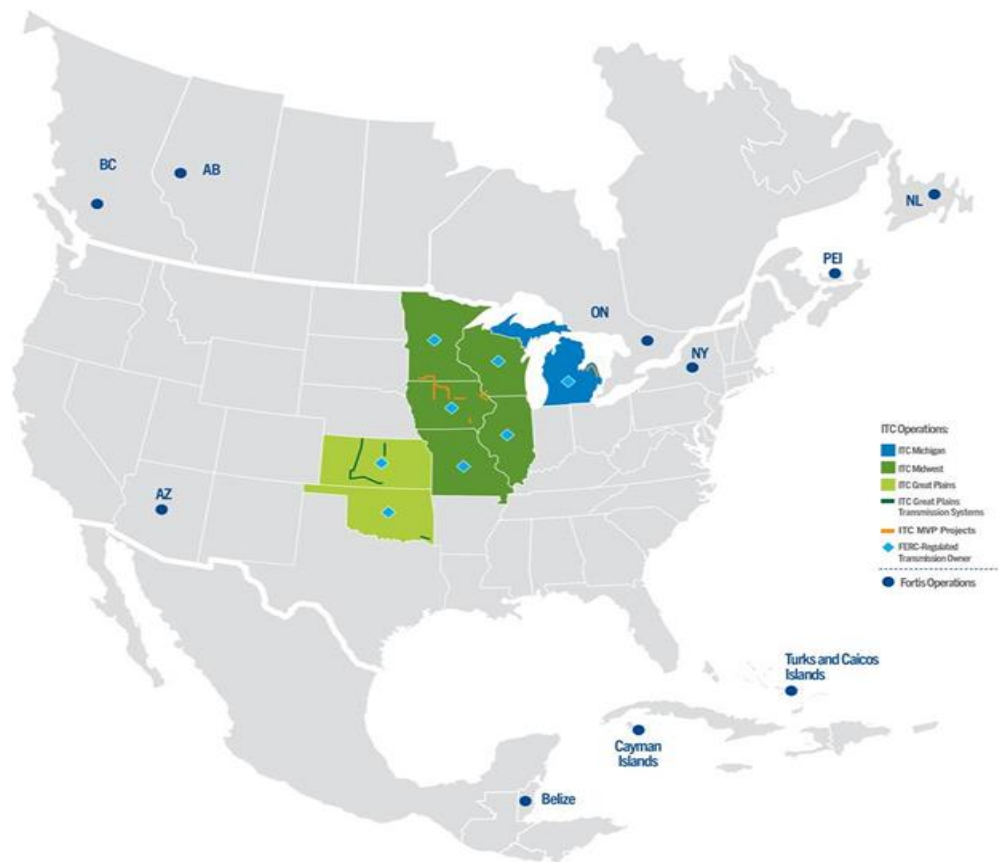 BC
AB
NL
PEI
ON
NY
AZ
ITC Operations:
ITC Michigan
ITC Midwest
ITC Great Plains
ITC Great Plains
Transmission Systems
ITC MVP Projects
FERC-Regulated
Transmission Owner
Fortis Operations
Turks and Caicos
Islands
Cayman
Islands
Belize